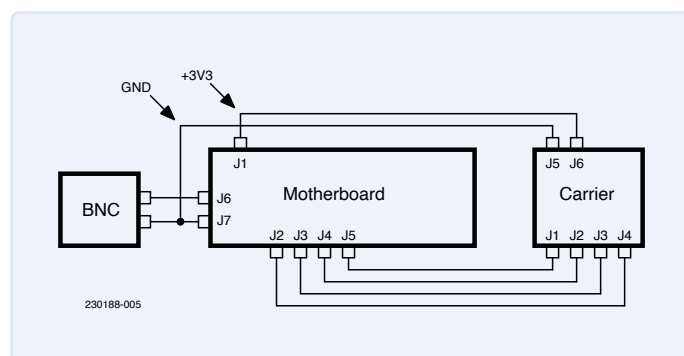 +3V3
GND
J1
J5 J6
BNC
J6
Motherboard
Carrier
J7
J2 J3 J4 J5
J1 J2 J3 J4
230188-005